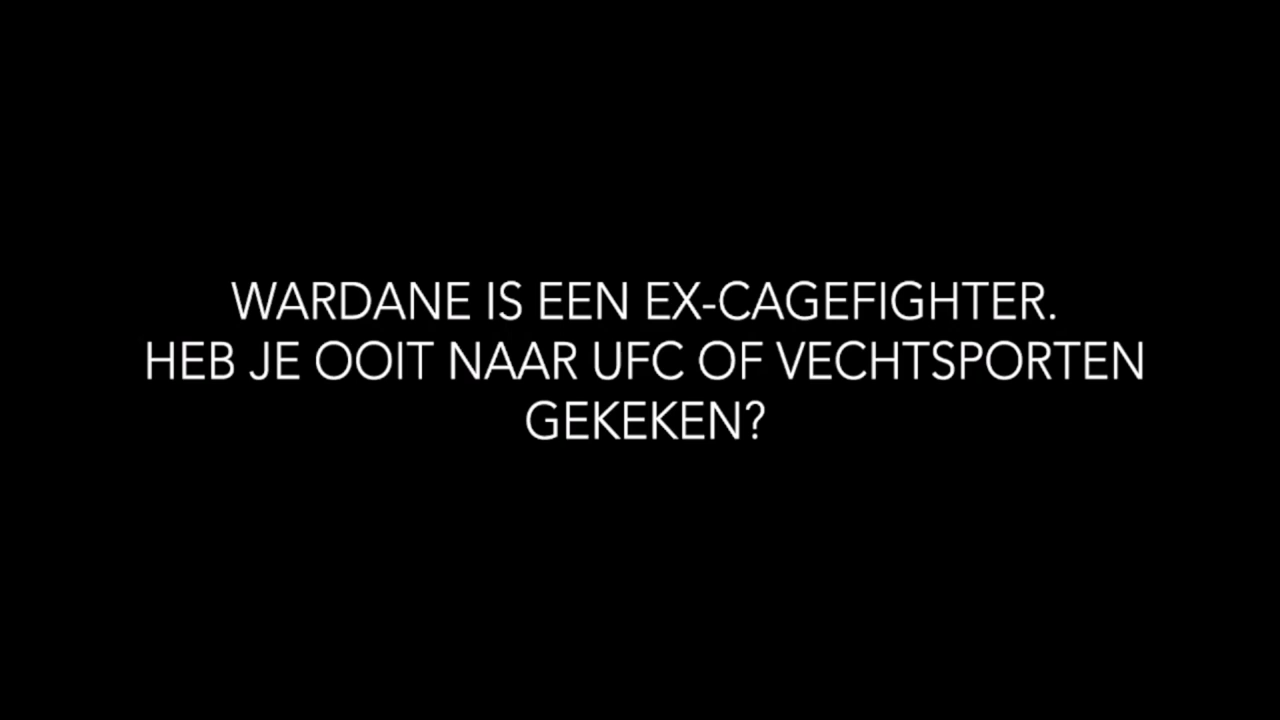 WARDANE IS EEN EX-CAGEFIGHTER.
HEB JE OOIT NAAR UFC OF VECHTSPORTEN
GEKEKEN?